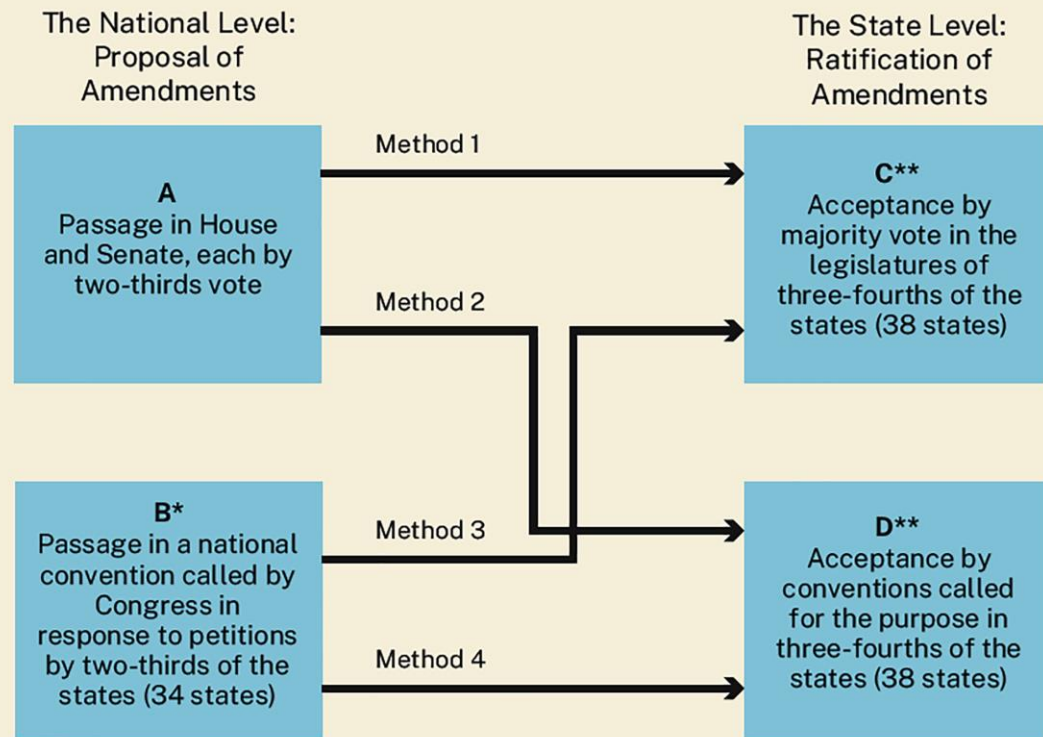 The National Level:
Proposal of
Amendments
The State Level:
Ratification of
Amendments
A
Passage in House
and Senate, each by
two-thirds vote
Method 1
Method 2
C**
Acceptance by
majority vote in the
legislatures of
three-fourths of the
states (38 states)
B*
Passage in a national
convention called by
Congress in
response to petitions
by two-thirds of the
states (34 states)
Method 3
Method 4
D**
Acceptance by
conventions called
for the purpose in
three-fourths of the
states (38 states)